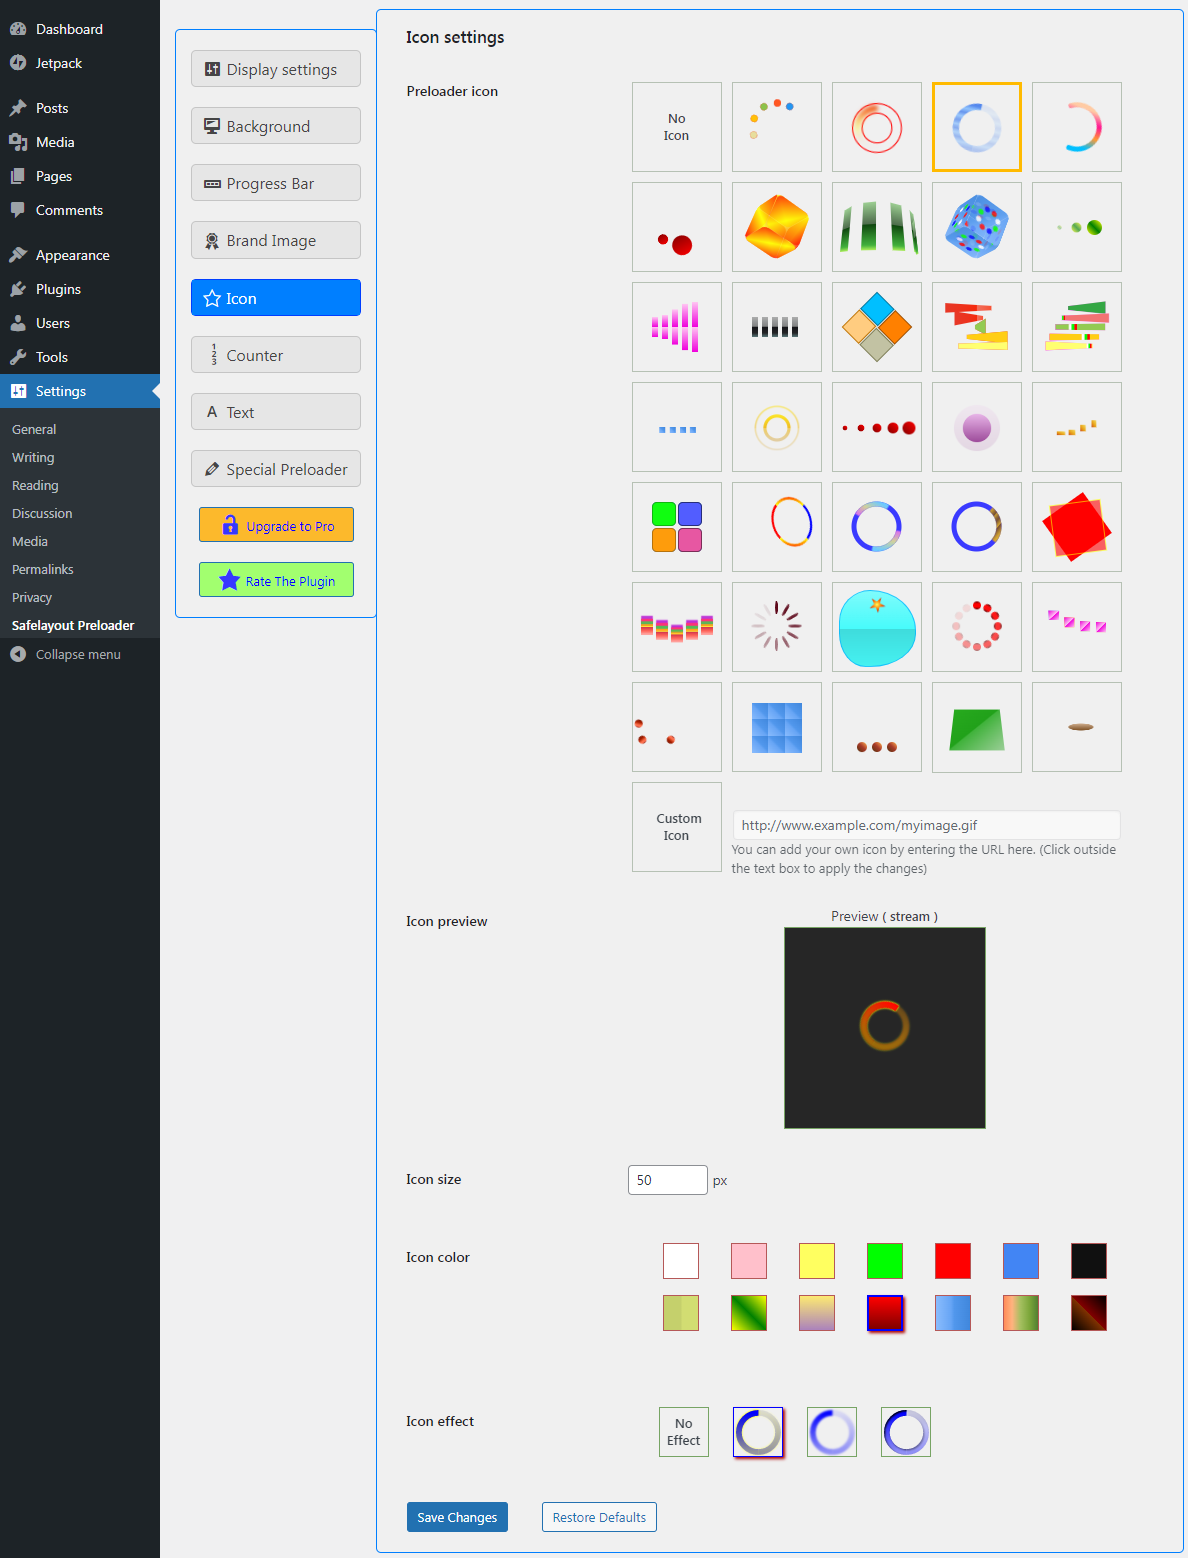 Dashboard
Jetpack
Posts
Media
Pages
Comments
Appearance
Plugins
Users
Tools
Settings
General
Writing
Reading
Discussion
Media
Permalinks
Privacy
Safelayout Preloader
Collapse menu
Display settings
Background
Progress Bar
Brand Image
Icon
1
2
3
Counter
A Text
Special Preloader
Upgrade to Pro
Rate The Plugin
Icon settings
Preloader icon
No
Icon
Custom
Icon
http://www.example.com/myimage.gif
You can add your own icon by entering the URL here. (Click outside
the text box to apply the changes)
Icon preview
Preview ( stream )
Icon size
50 px
Icon color
Icon effect
No
Effect
Save Changes
Restore Defaults